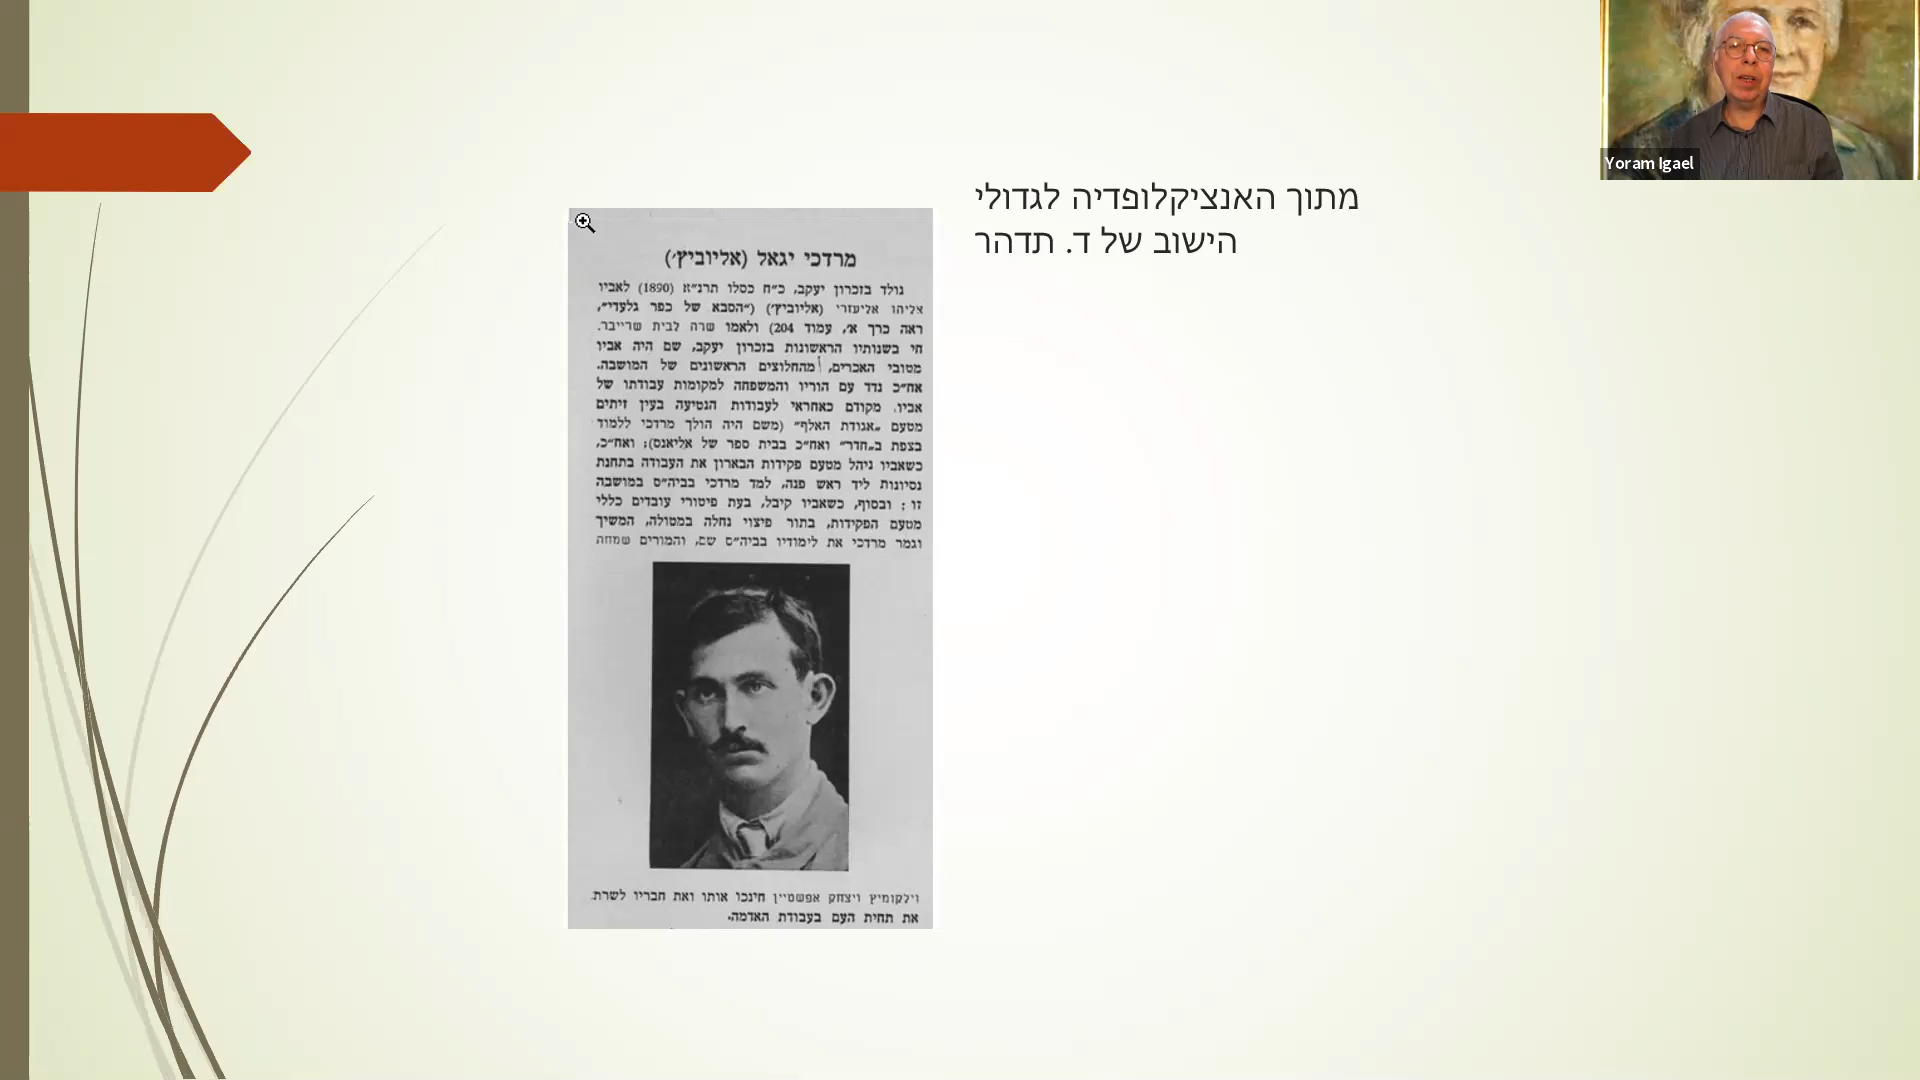 Yoram Igael
מתוך האנציקלופדיה לגדולי
הישוב של ד. תדהר
מרדכי יגאל (אליוביץ׳)
נולד בזכרון יעקב, כ״ח כסלו תרנ״א (1890) לאביו
אליהו אליעזרי (אליוביץ׳) (״הסבא של כפר גלעדי״,
ראה כרך א׳, עמוד 204) ולאמו שרה לבית שרייבר.
חי בשנותיו הראשונות בזכרון יעקב, שם היה אביו
מטובי האכרים, מהחלוצים הראשונים של המושבה.
אח״כ נדד עם הוריו והמשפחה למקומות עבודתו של
אביו. מקודם כאחראי לעבודות הנטיעה בעין זיתים
מטעם „אגודת האלף״ (משם היה הולך מרדכי ללמוד
בצפת ב„חדר״ ואח״כ בבית ספר של אליאנס); ואח״כ,
כשאביו ניהל מטעם פקידות הבארון את העבודה בתחנת
נסיונות ליד ראש פנה, למד מרדכי בביה״ס במושבה
זו ; ובסוף, כשאביו קיבל, בעת פיטורי עובדים כללי
מטעם הפקידות, בתור פיצוי נחלה במטולה, המשיך
וגמר מרדכי את לימודיו בביה״ס שם, והמורים שמחה
וילקומיץ ויצחק אפשטיין חינכו אותו ואת חבריו לשרת
את תחית העם בעבודת האדמה.